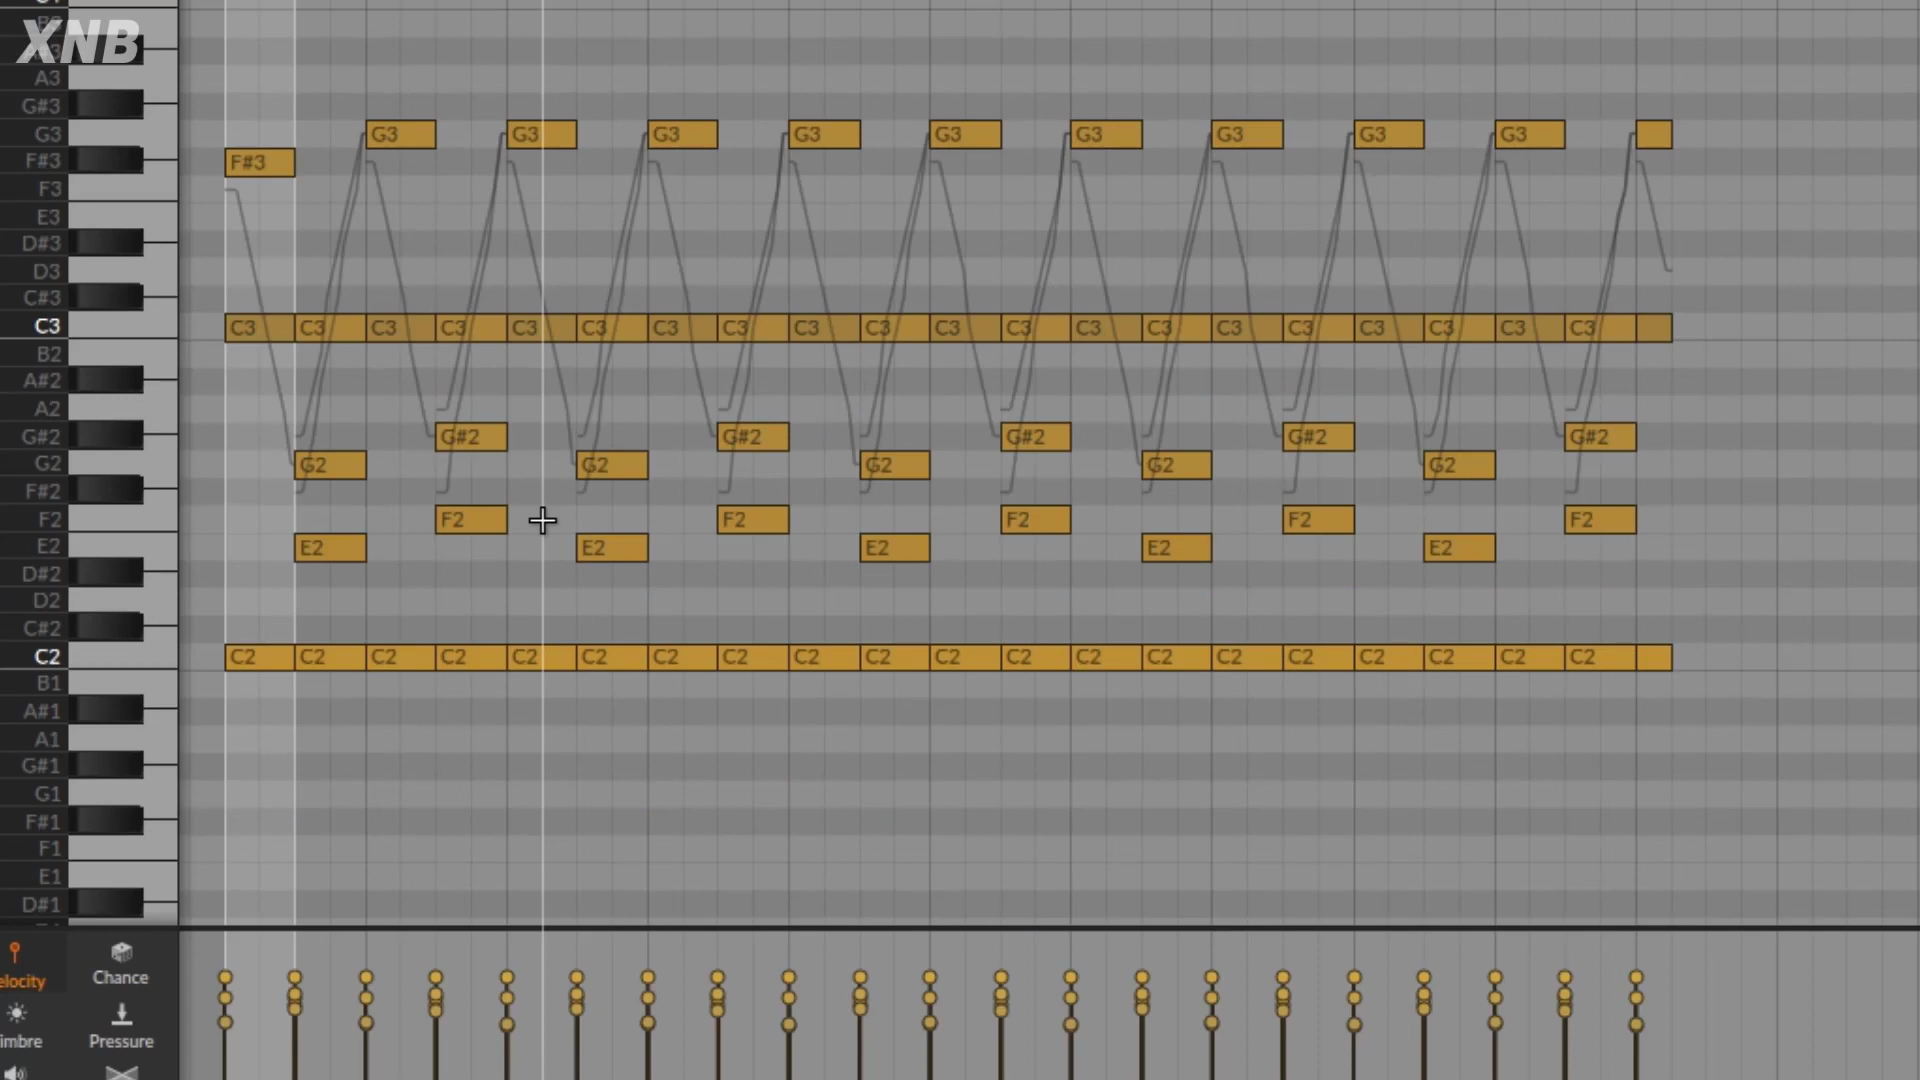 XNB
A3
G#3
G3 G3 G3 G3 G3 G3 G3 G3 G3 G3
F#3 F#3
F3
E3
D#3
D3
C#3
C3 C3 C3 C3 C3 C3 C3 C3 C3 C3 C3 C3 C3 C3 C3 C3 C3 C3 C3 C3 C3
B2
A#2
A2
G#2 G#2 G#2 G#2 G#2 G#2
G2 G2 G2 G2 G2 G2
F#2
F2 F2 F2 F2 F2 F2
E2 E2 E2 E2 E2 E2
D#2
D2
C#2
C2 C2 C2 C2 C2 C2 C2 C2 C2 C2 C2 C2 C2 C2 C2 C2 C2 C2 C2 C2 C2
B1
A#1
A1
G#1
G1
F#1
F1
E1
D#1
elocity Chance
imbre Pressure